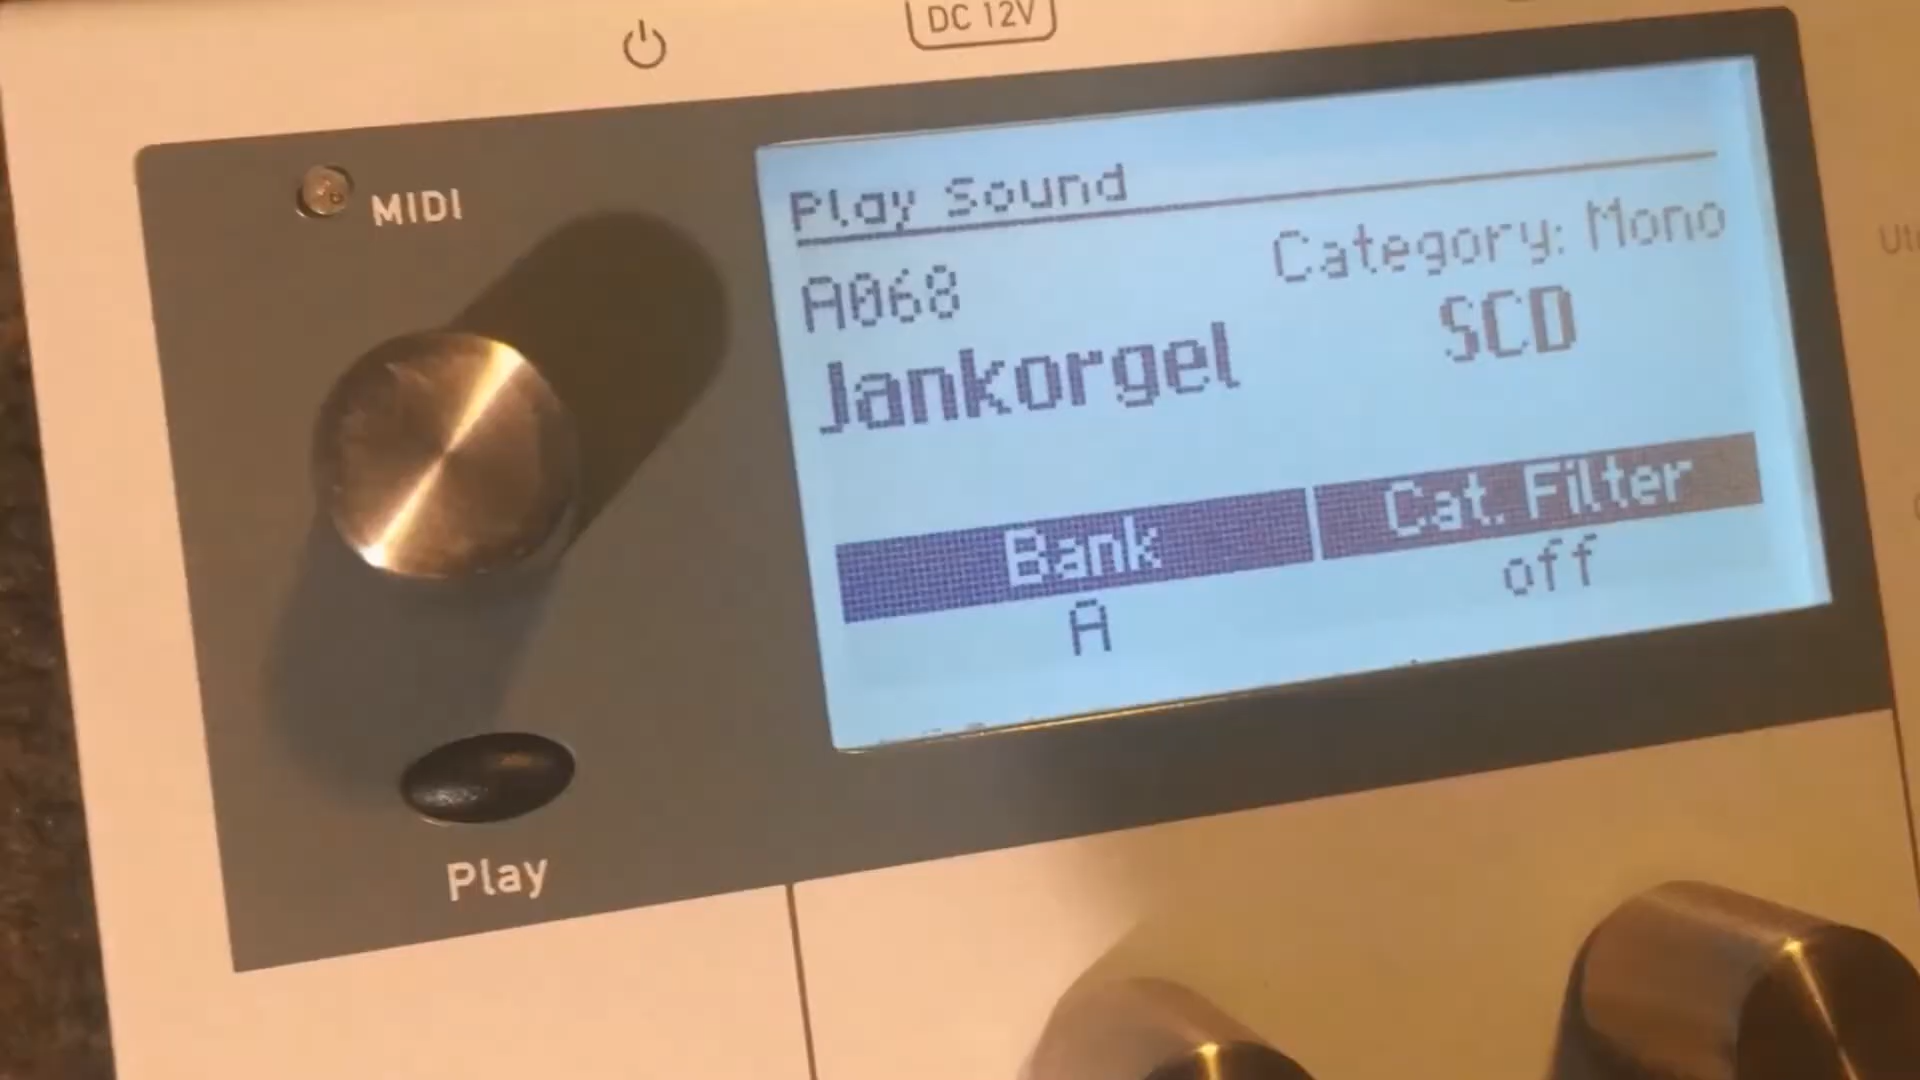 DC 12V
MIDI
Play Sound
A068
Category: Mono
Jankorgel
SCD
Bank
Cat. Filter
A
off
Play